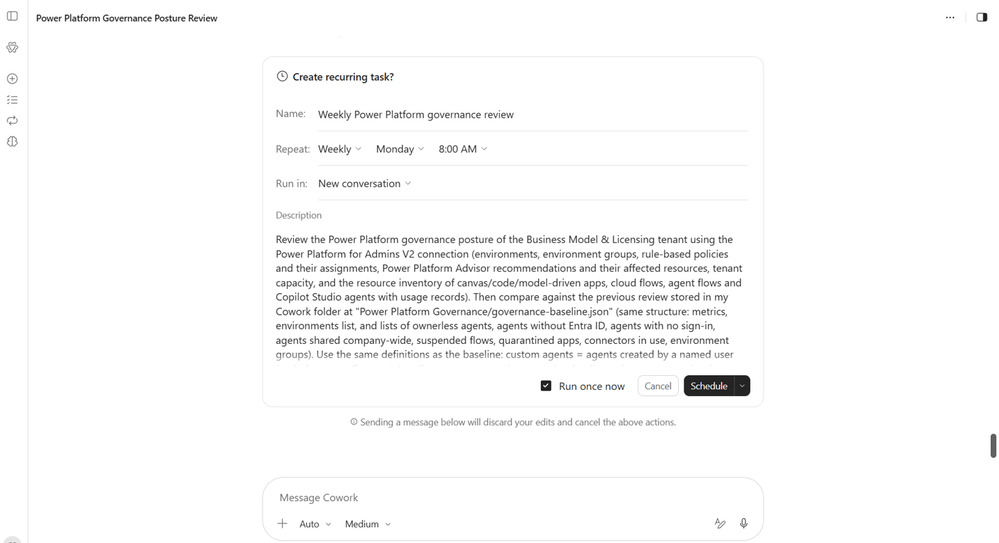 Power Platform Governance Posture Review
Create recurring task?
Name: Weekly Power Platform governance review
Repeat: Weekly Monday 8:00 AM
Run in: New conversation
Description
Review the Power Platform governance posture of the Business Model & Licensing tenant using the
Power Platform for Admins V2 connection (environments, environment groups, rule-based policies
and their assignments, Power Platform Advisor recommendations and their affected resources, tenant
capacity, and the resource inventory of canvas/code/model-driven apps, cloud flows, agent flows and
Copilot Studio agents with usage records). Then compare against the previous review stored in my
Cowork folder at "Power Platform Governance/governance-baseline.json" (same structure: metrics,
environments list, and lists of ownerless agents, agents without Entra ID, agents with no sign-in,
agents shared company-wide, suspended flows, quarantined apps, connectors in use, environment
groups). Use the same definitions as the baseline: custom agents = agents created by a named user
Run once now Cancel Schedule
Sending a message below will discard your edits and cancel the above actions.
Message Cowork
Auto Medium